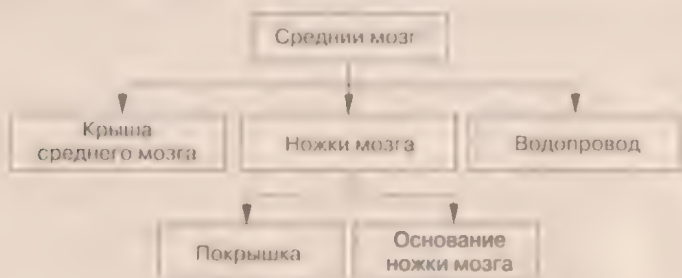 Средний мозг
Крыша
среднего мозга
Ножки мозга
Водопровод
Покрышка
Основание
ножки мозга